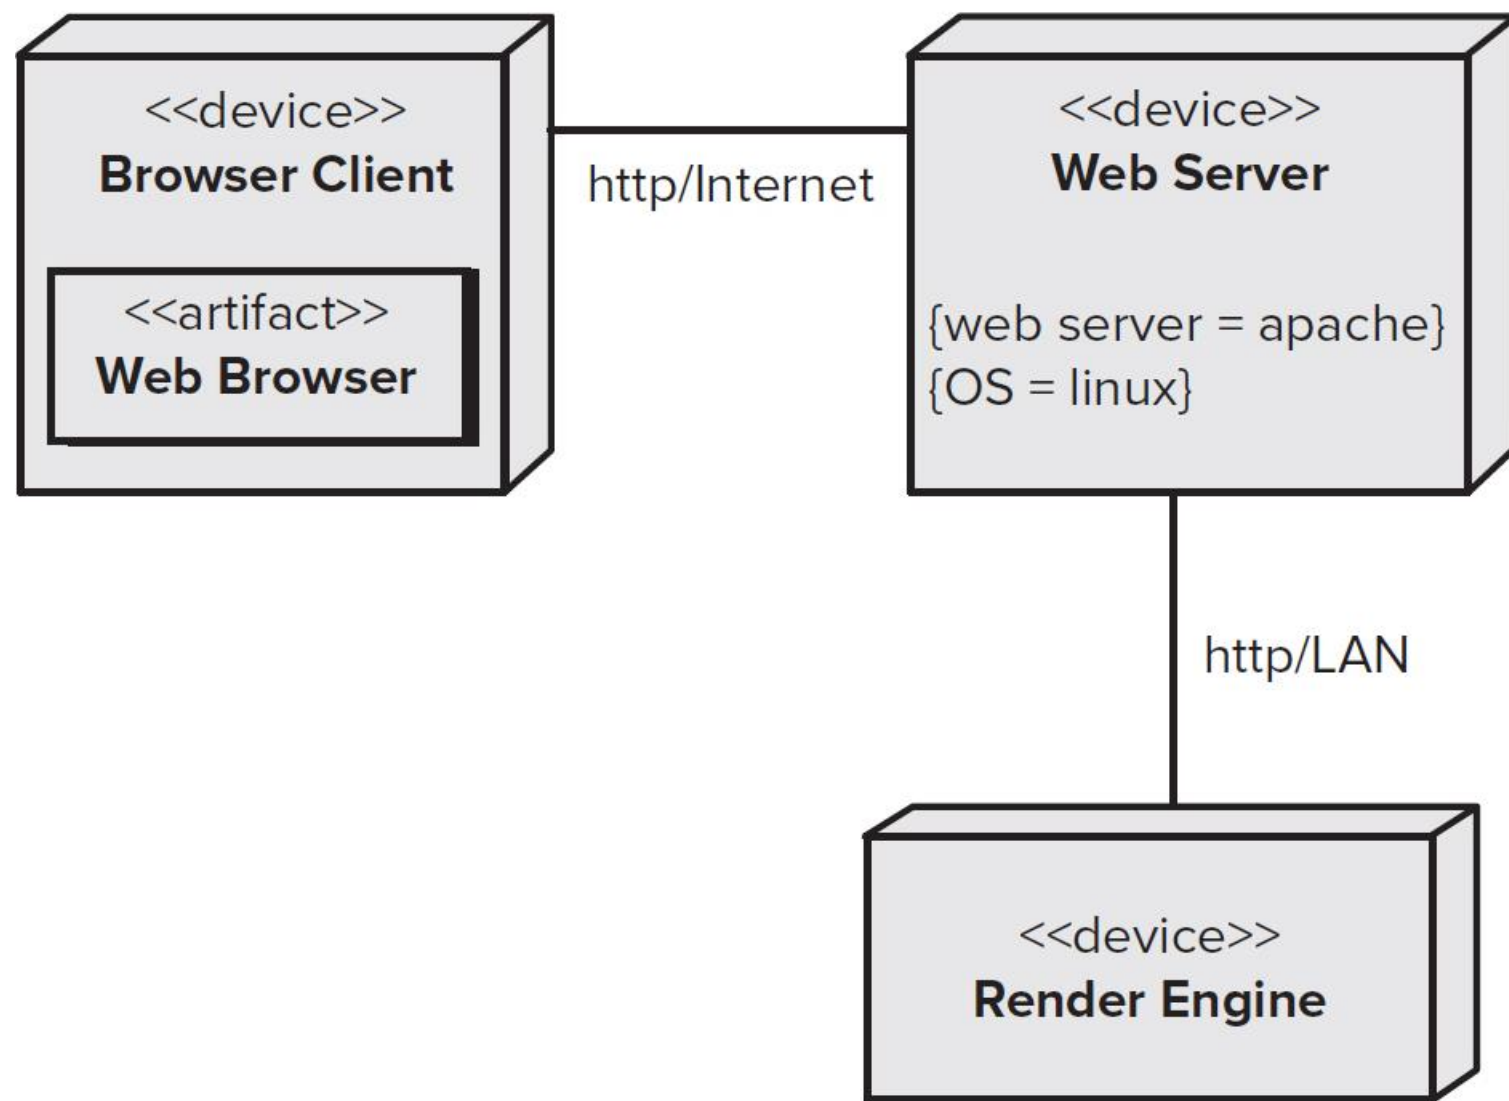 <<device>>
Browser Client
<<artifact>>
Web Browser
http/Internet
<<device>>
Web Server
{web server = apache}
{OS = linux}
http/LAN
<<device>>
Render Engine